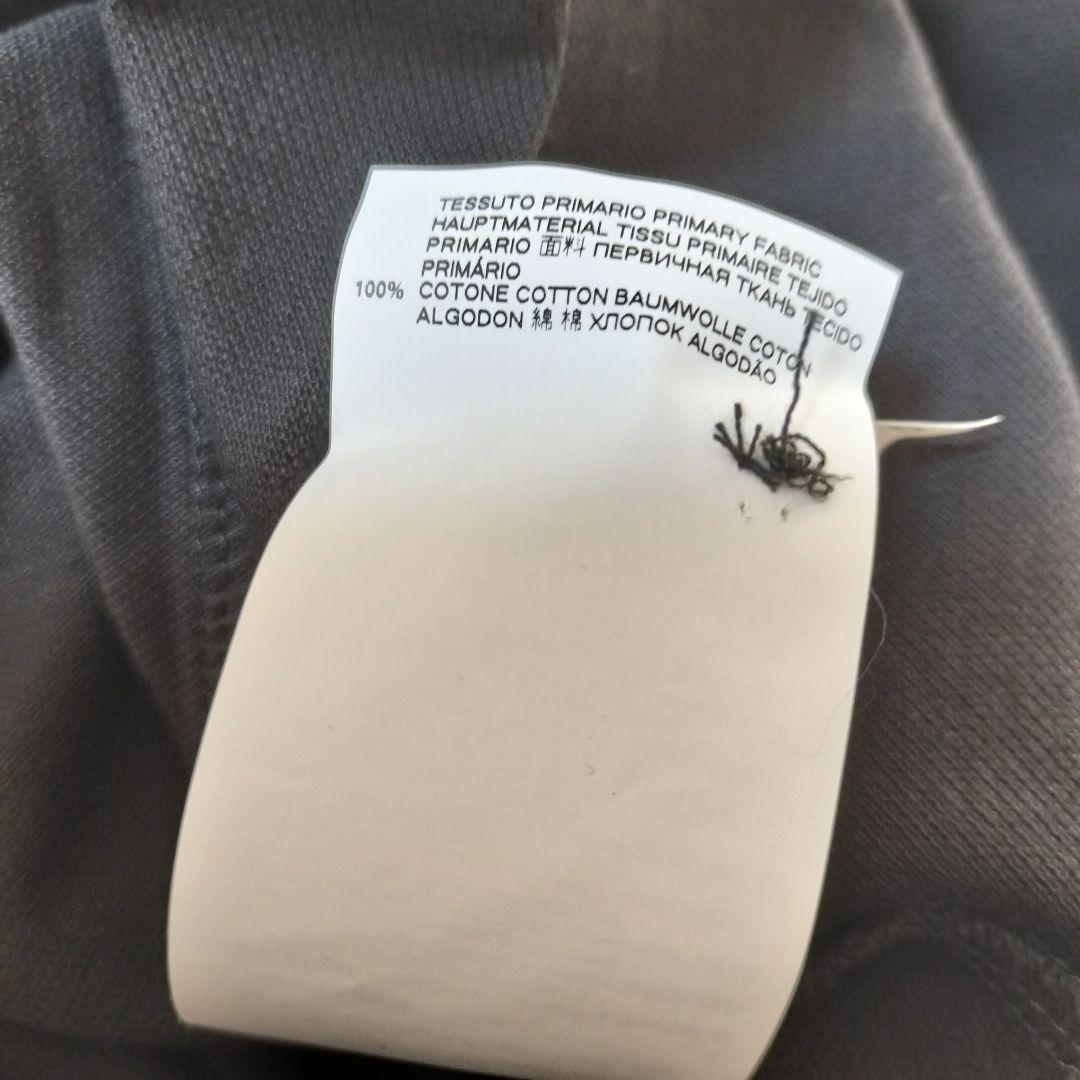 TESSUTO PRIMARIO PRIMARY FABRIC
HAUPTMATERIAL TISSU PRIMAIRE TEJIDO
PRIMARIO 面料 ПЕРВИЧНАЯ ТКАНЬ TECIDO
PRIMÁRIO
100% COTONE COTTON BAUMWOLLE COTON
ALGODON 綿 棉 ХЛОПОК ALGODÃO